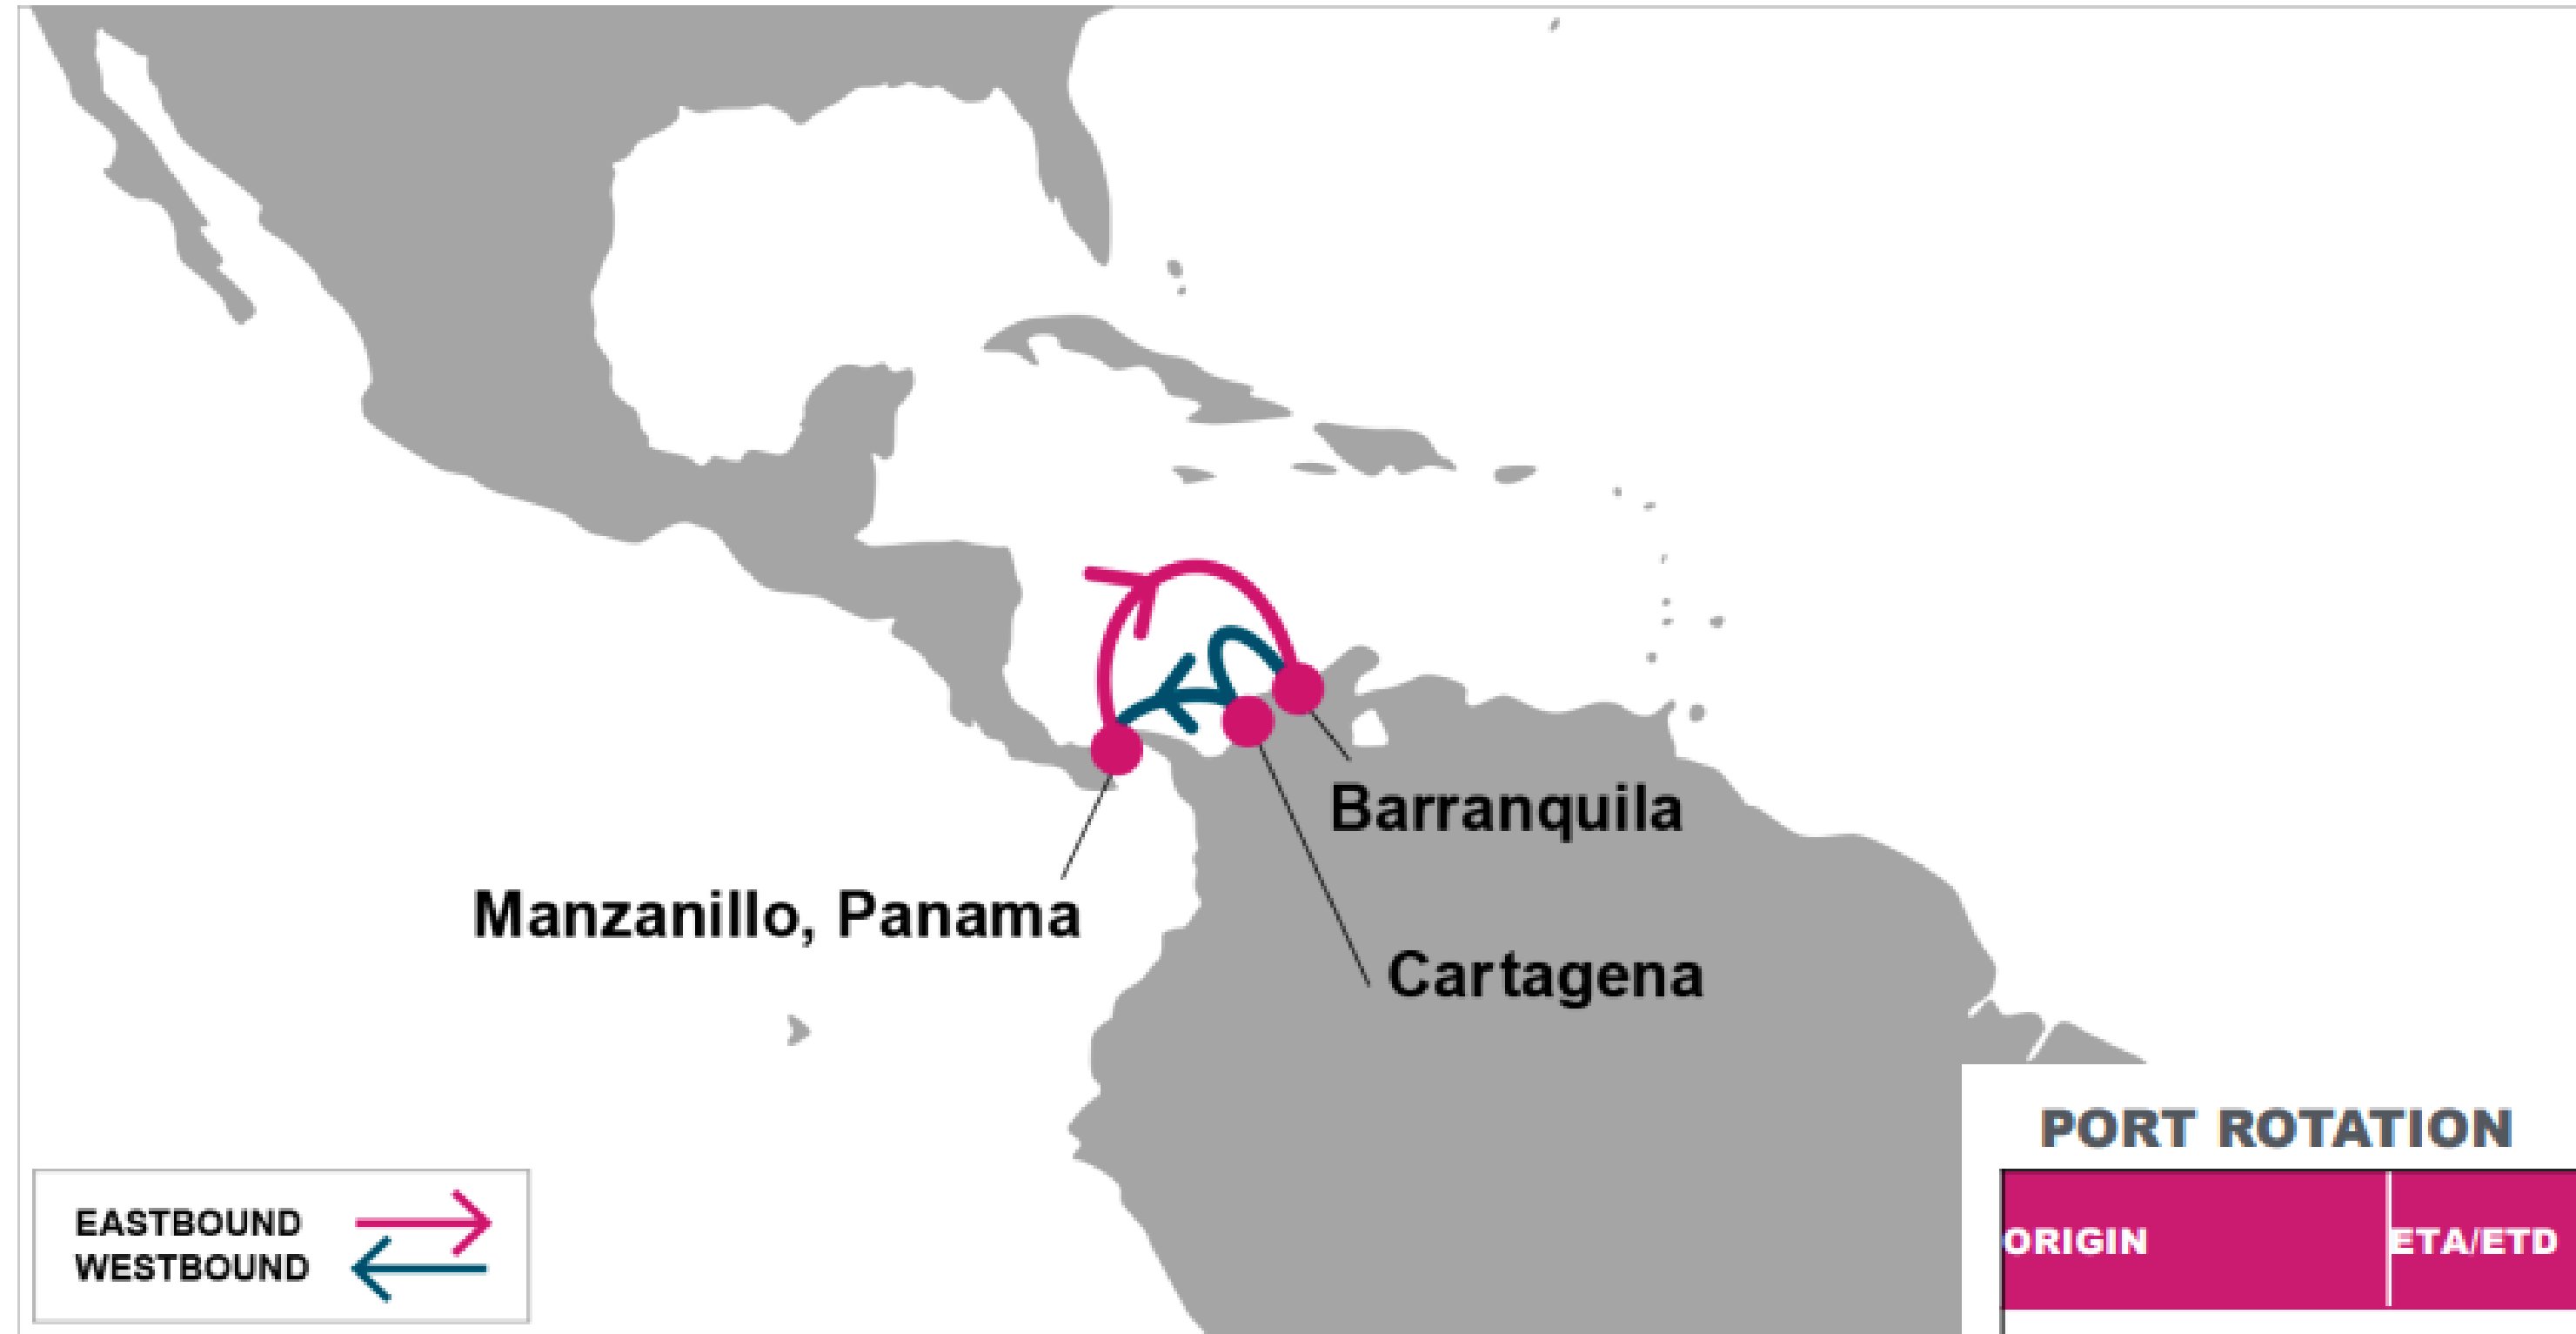 Barranquila
Manzanillo, Panama
Cartagena
EASTBOUND
WESTBOUND
PORT ROTATION
ORIGIN
ETA/ETD